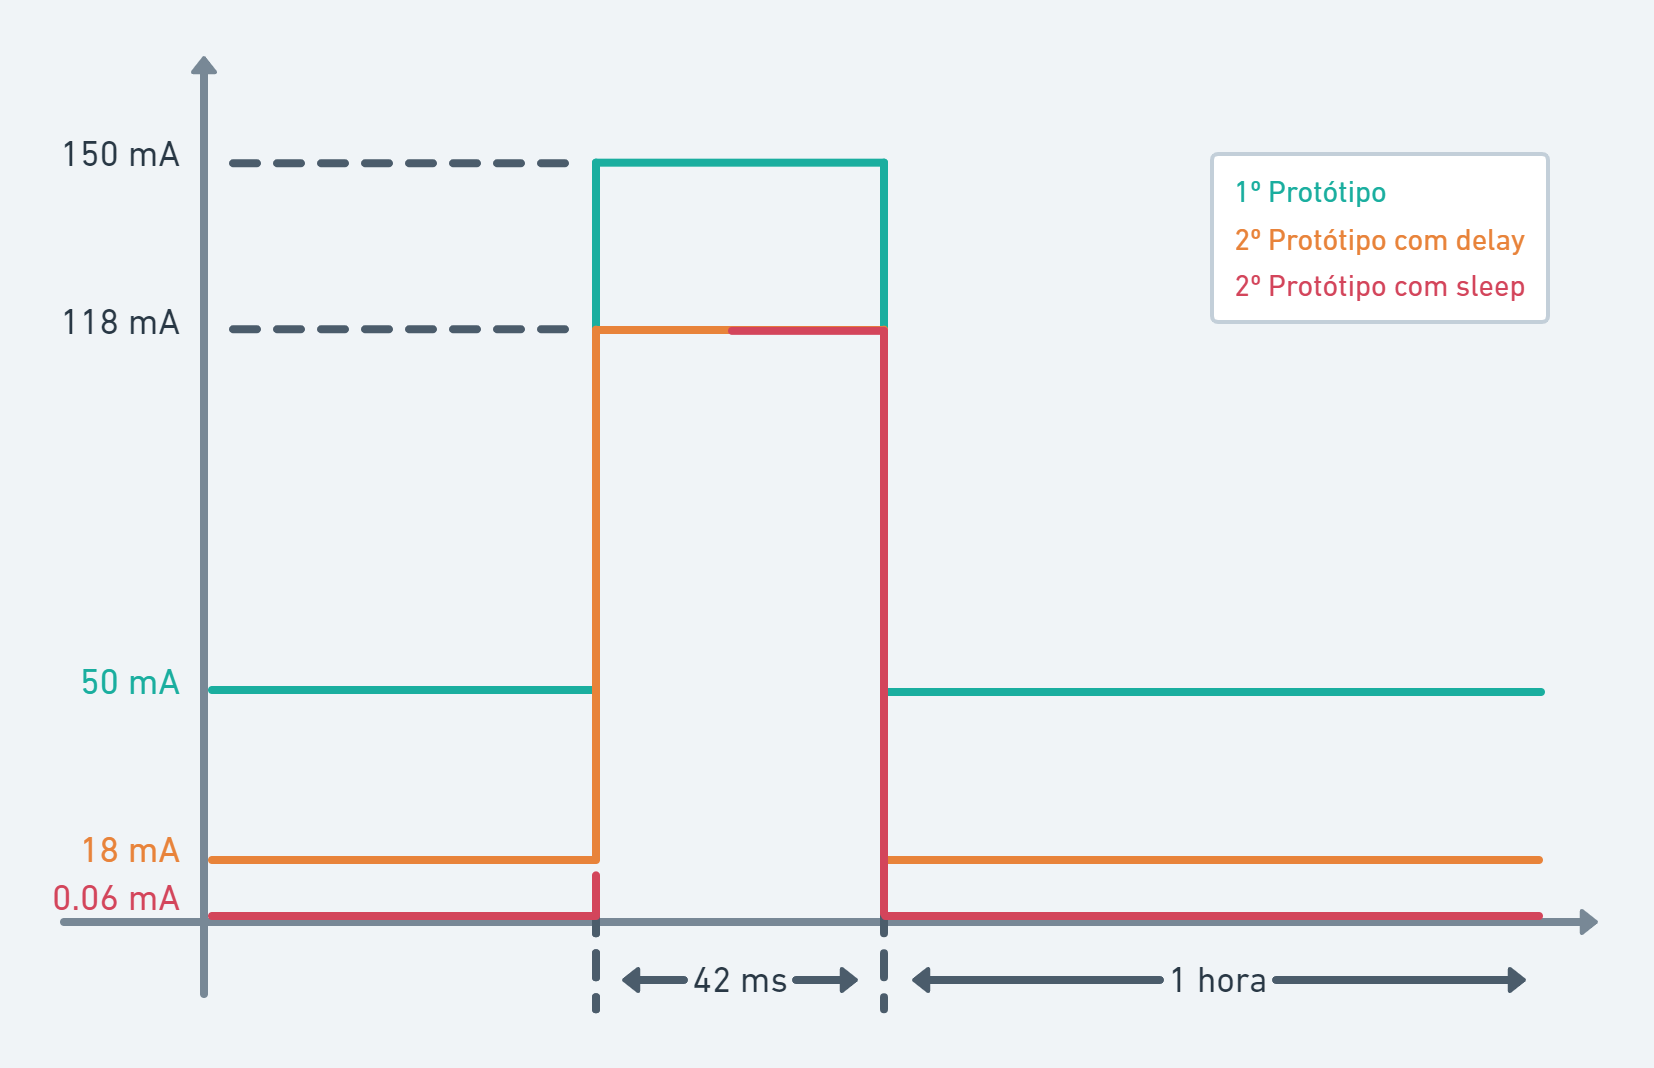 150 mA
118 mA
50 mA
18 mA
0.06 mA
1º Protótipo
2º Protótipo com delay
2º Protótipo com sleep
42 ms
1 hora